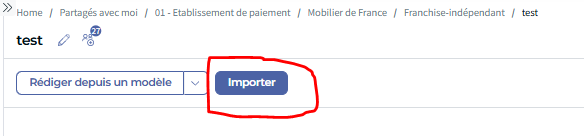 Home / Partagés avec moi / 01 - Etablissement de paiement / Mobilier de France / Franchise-indépendant / test
test 27
Rédiger depuis un modèle Importer